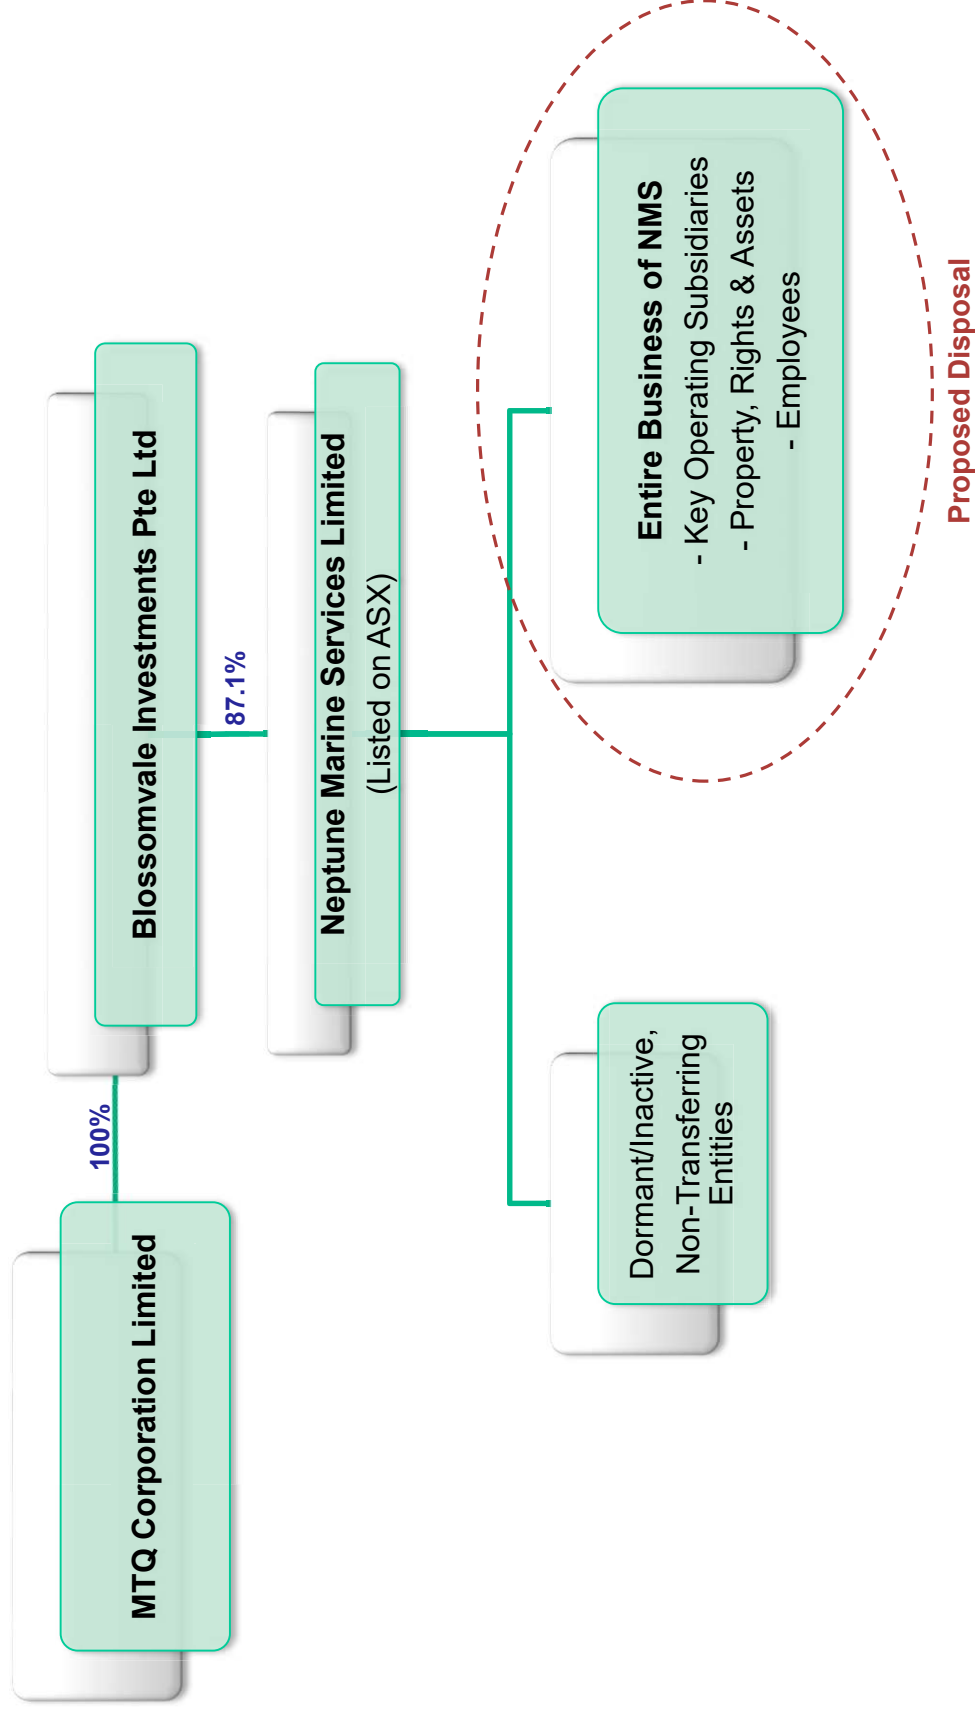 MTQ Corporation Limited
100%
Blossomvale Investments Pte Ltd
87.1%
Neptune Marine Services Limited
(Listed on ASX)
Dormant/Inactive,
Non-Transferring
Entities
Entire Business of NMS
- Key Operating Subsidiaries
- Property, Rights & Assets
- Employees
Proposed Disposal